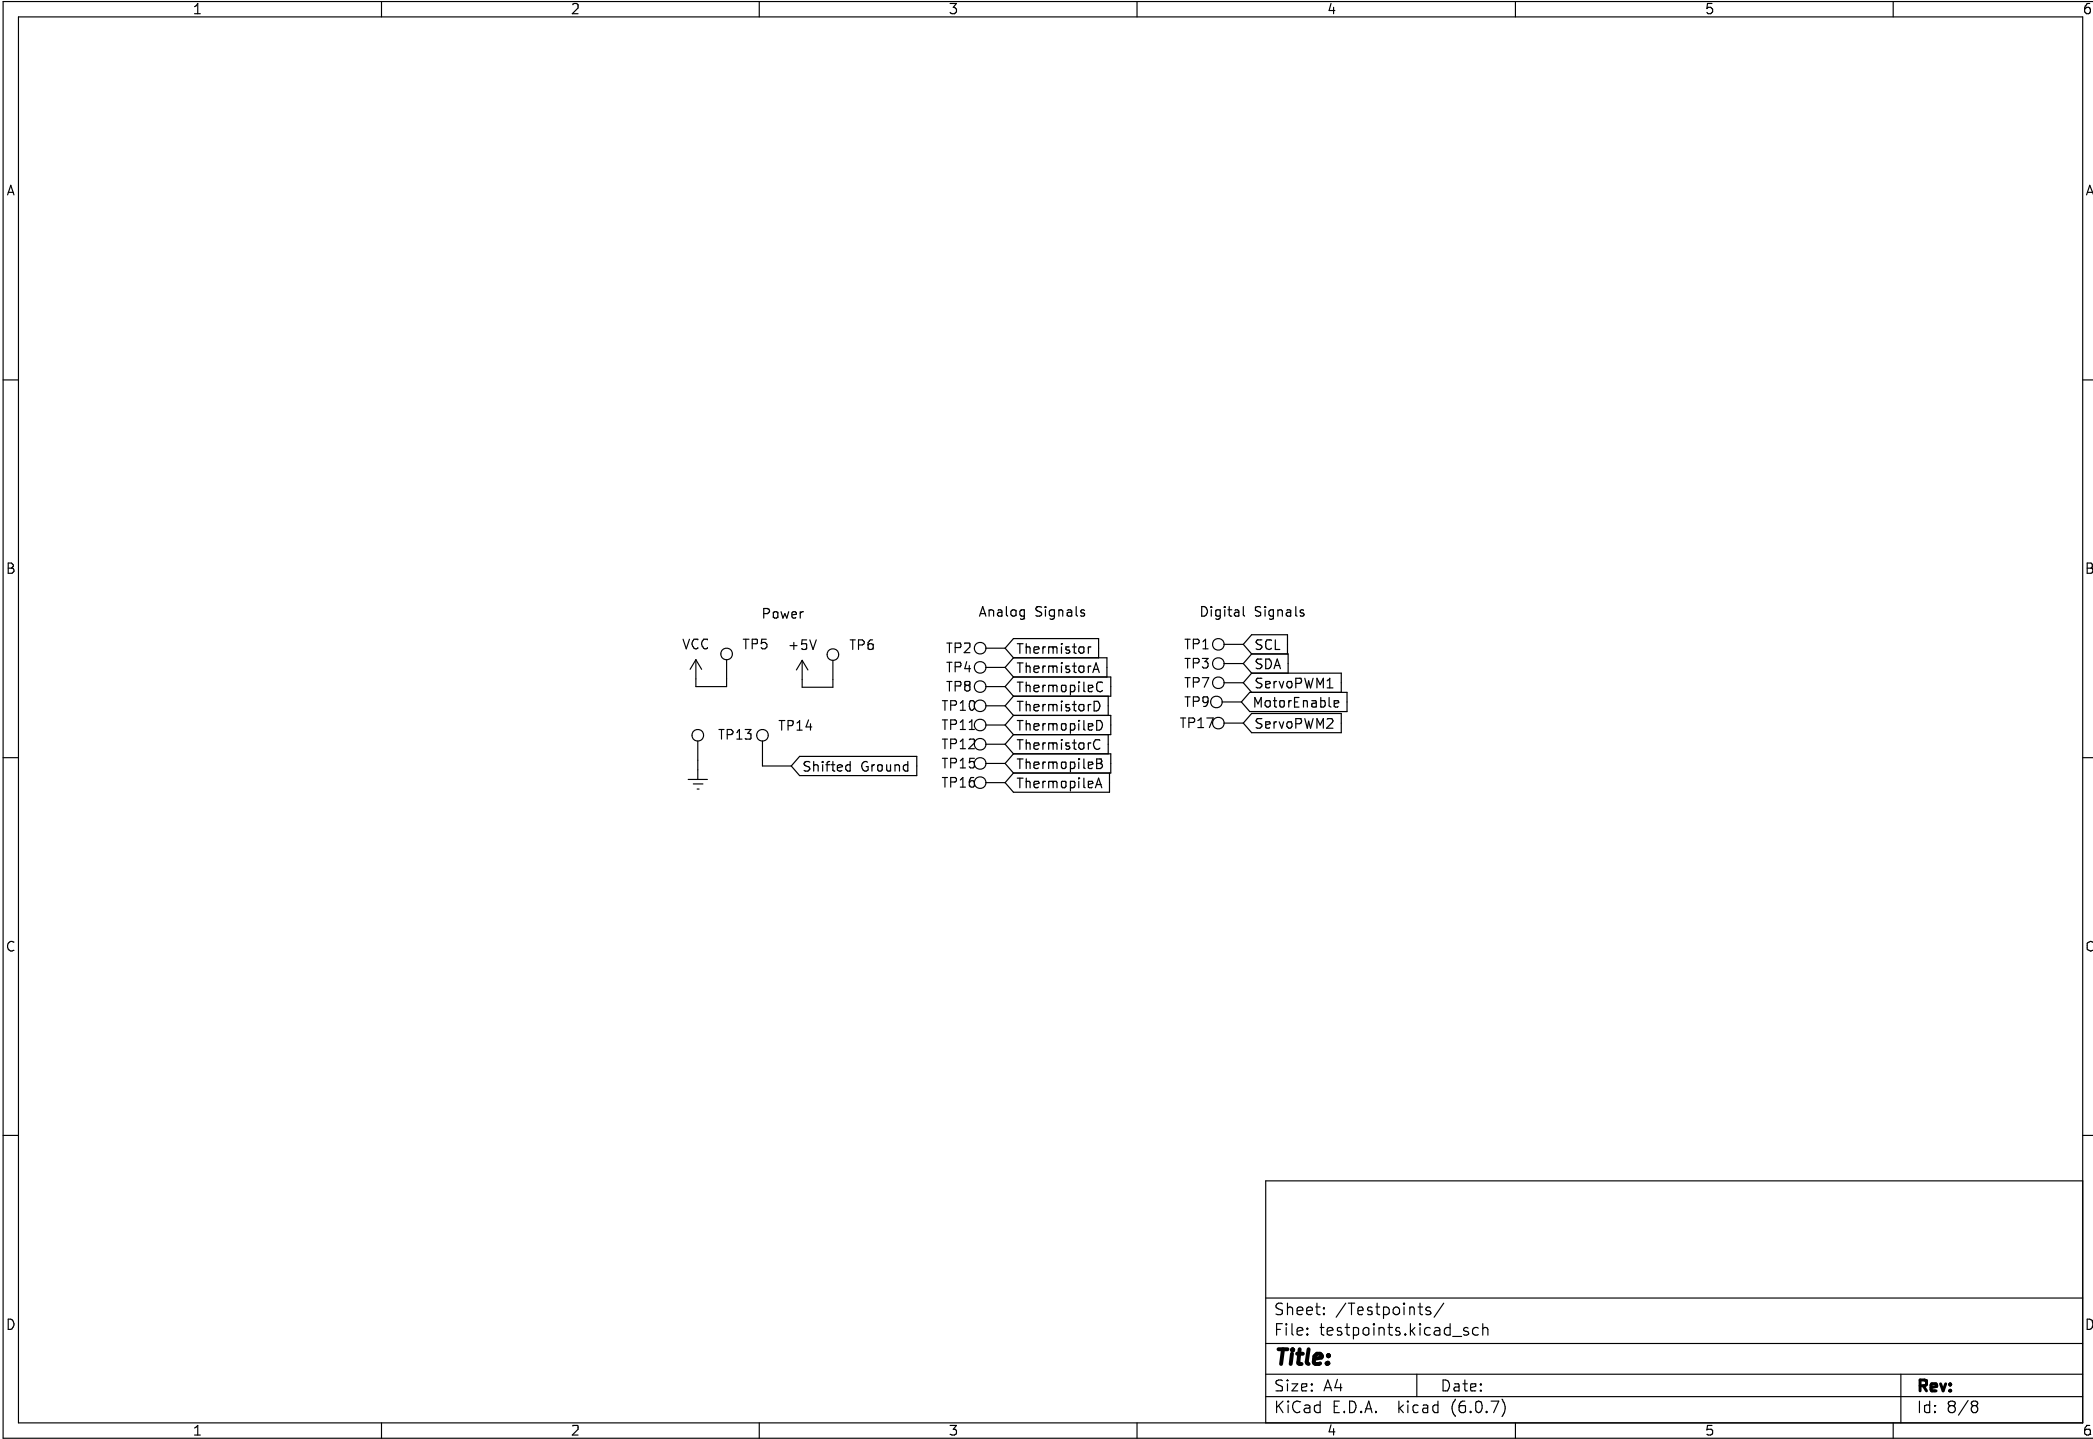 1 2 3 4 5 6
A A
B B
Power
VCC TP5 +5V TP6
TP13 TP14
Shifted Ground
Analog Signals
TP2 Thermistor
TP4 ThermistorA
TP8 ThermopileC
TP10 ThermistorD
TP11 ThermopileD
TP12 ThermistorC
TP15 ThermopileB
TP16 ThermopileA
Digital Signals
TP1 SCL
TP3 SDA
TP7 ServoPWM1
TP9 MotorEnable
TP17 ServoPWM2
C C
D D
Sheet: /Testpoints/
File: testpoints.kicad_sch
Title:
Size: A4 Date: Rev:
KiCad E.D.A. kicad (6.0.7) Id: 8/8
1 2 3 4 5 6